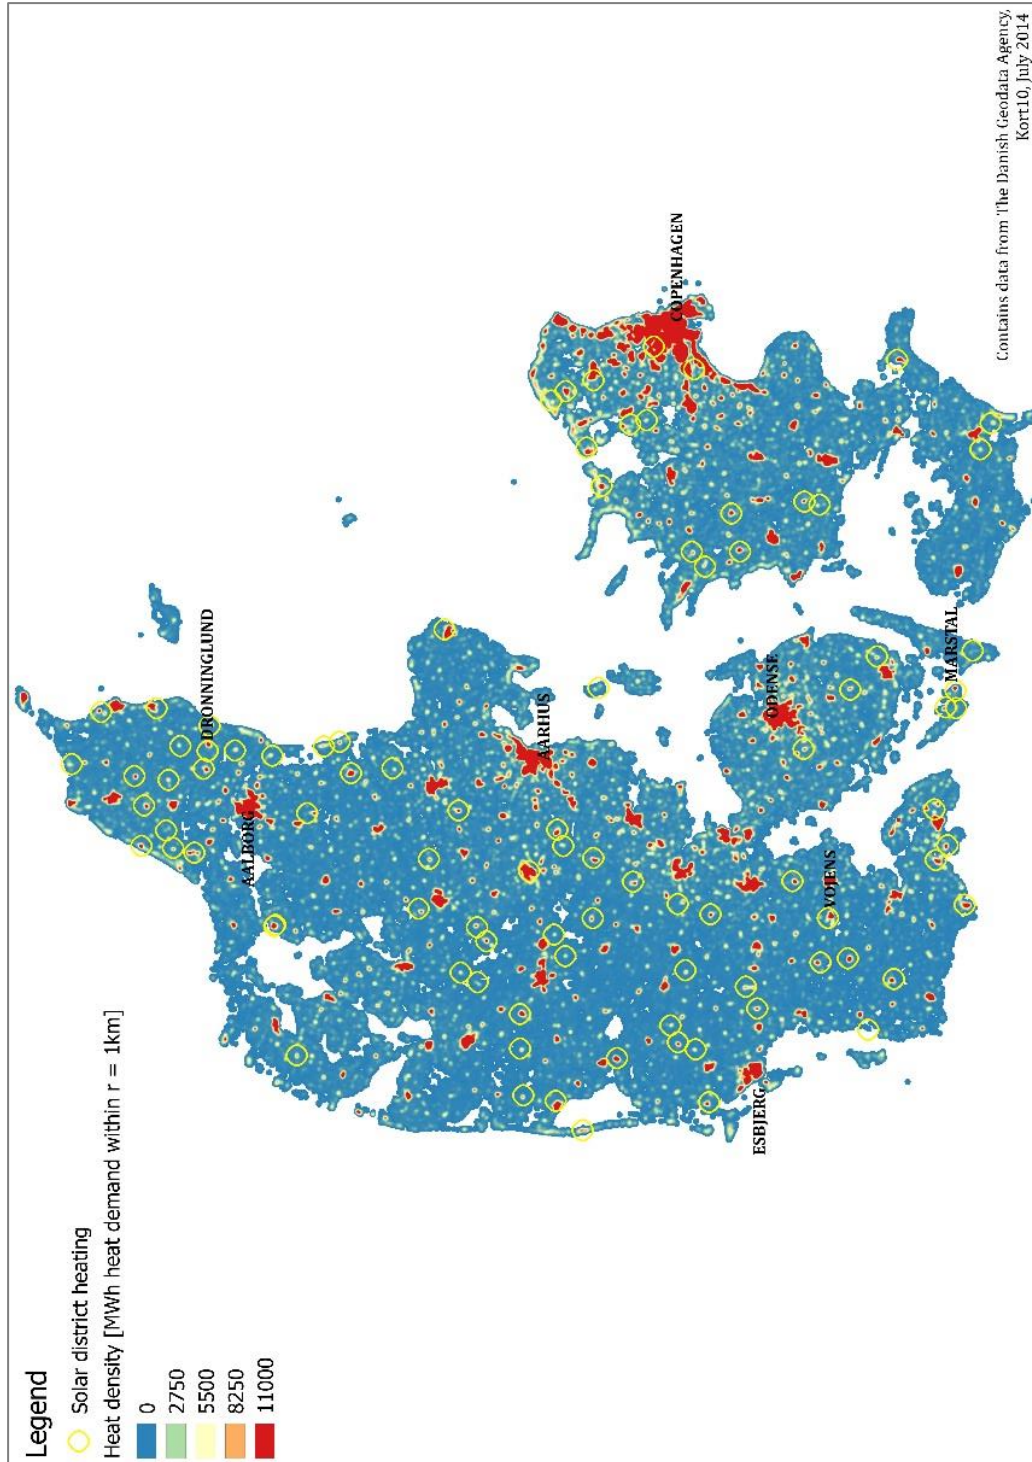 Legend
Solar district heating
Heat density [MWh heat demand within r = 1km]
0
2750
5500
8250
11000
DRONNINGLUND
AALBORG
AARHUS
COPENHAGEN
ODENSE
ESBJERG
VOJENS
MARSTAL
Contains data from The Danish Geodata Agency,
Kort10, July 2014